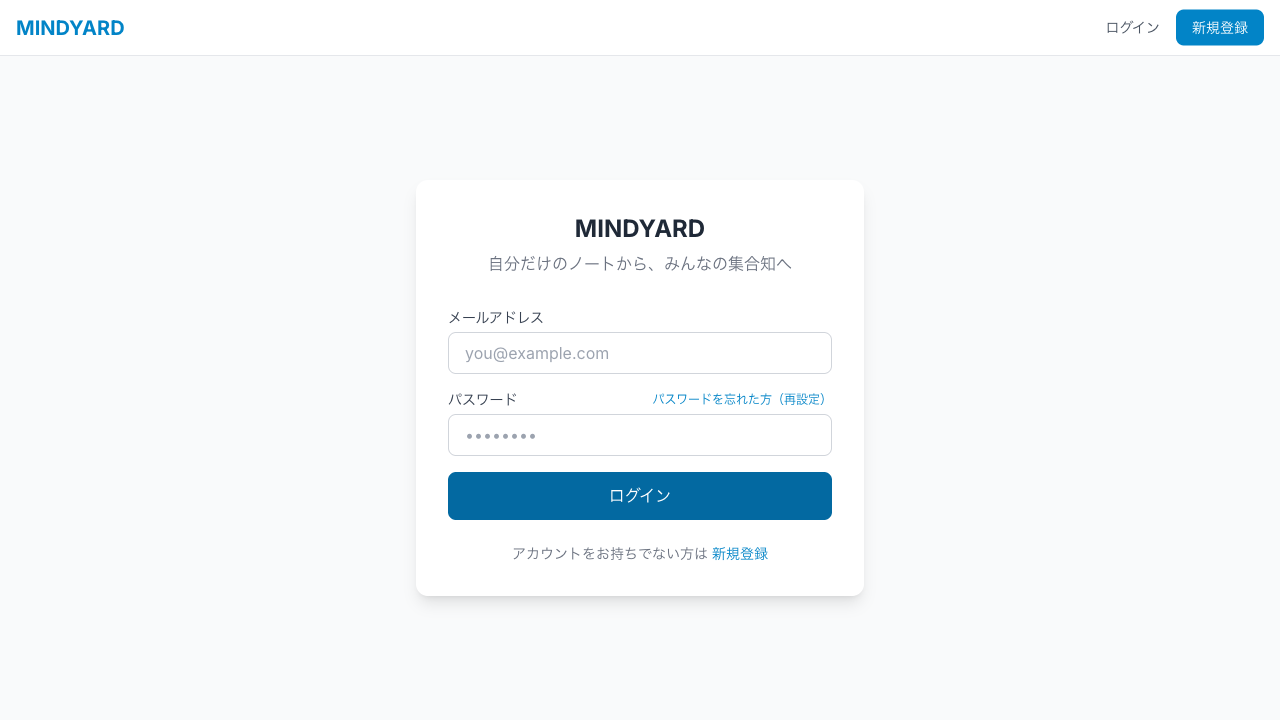 MINDYARD
ログイン
新規登録
MINDYARD
自分だけのノートから、みんなの集合知へ
メールアドレス
you@example.com
パスワード
パスワードを忘れた方（再設定）
••••••••
ログイン
アカウントをお持ちでない方は 新規登録